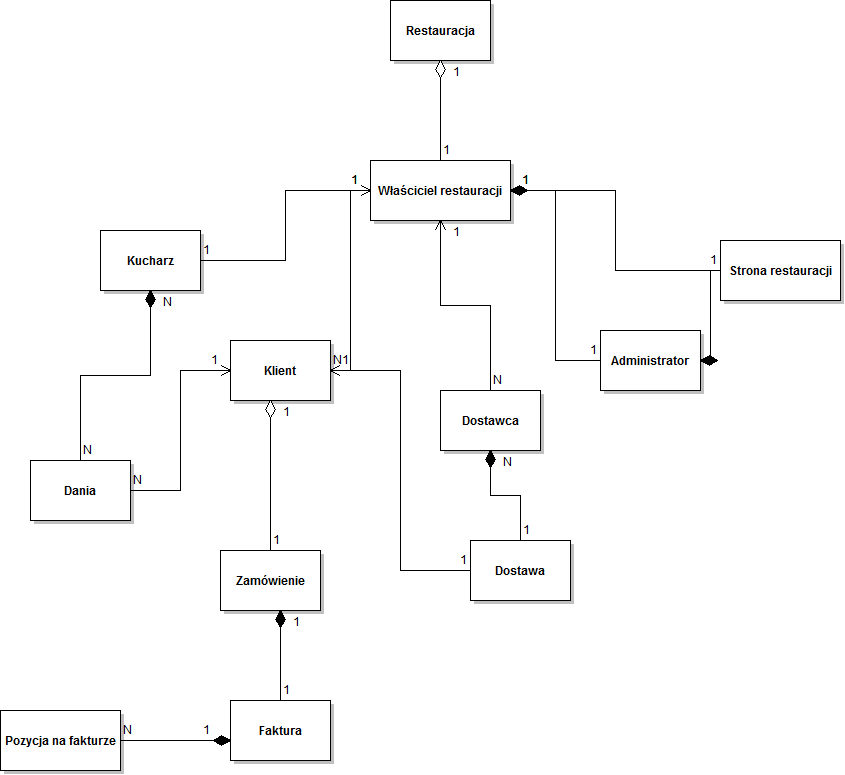 Restauracja
1
1
1
Właściciel restauracji
1
Kucharz
1
1
1
Strona restauracji
N
1
Administrator
1
Klient
N1
N
1
Dostawca
N
Dania
N
N
1
1
Zamówienie
1
Dostawa
1
1
Pozycja na fakturze
N
1
Faktura